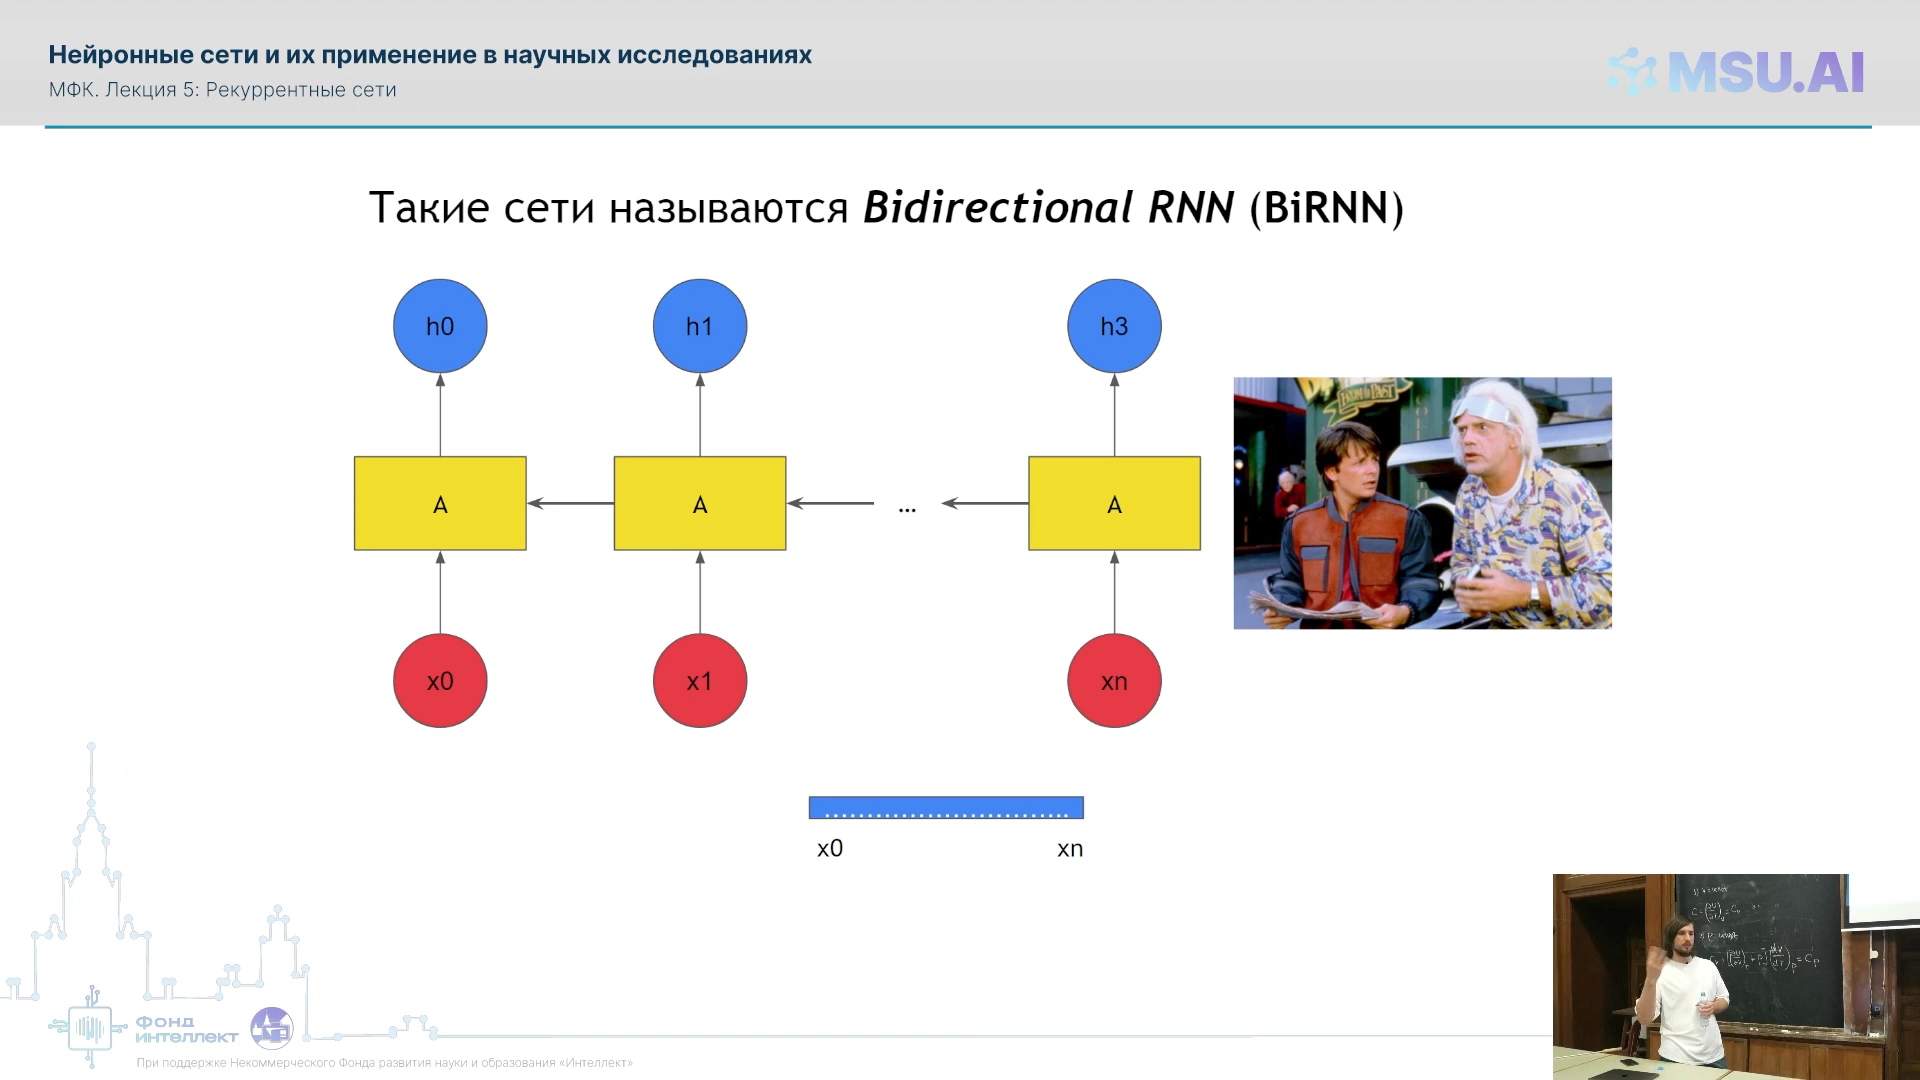 Нейронные сети и их применение в научных исследованиях
МФК. Лекция 5: Рекуррентные сети
MSU.AI
Такие сети называются Bidirectional RNN (BiRNN)
h0 h1 h3
A A ... A
x0 x1 xn
x0 xn
Фонд
интеллект
При поддержке Некоммерческого Фонда развития науки и образования «Интеллект»